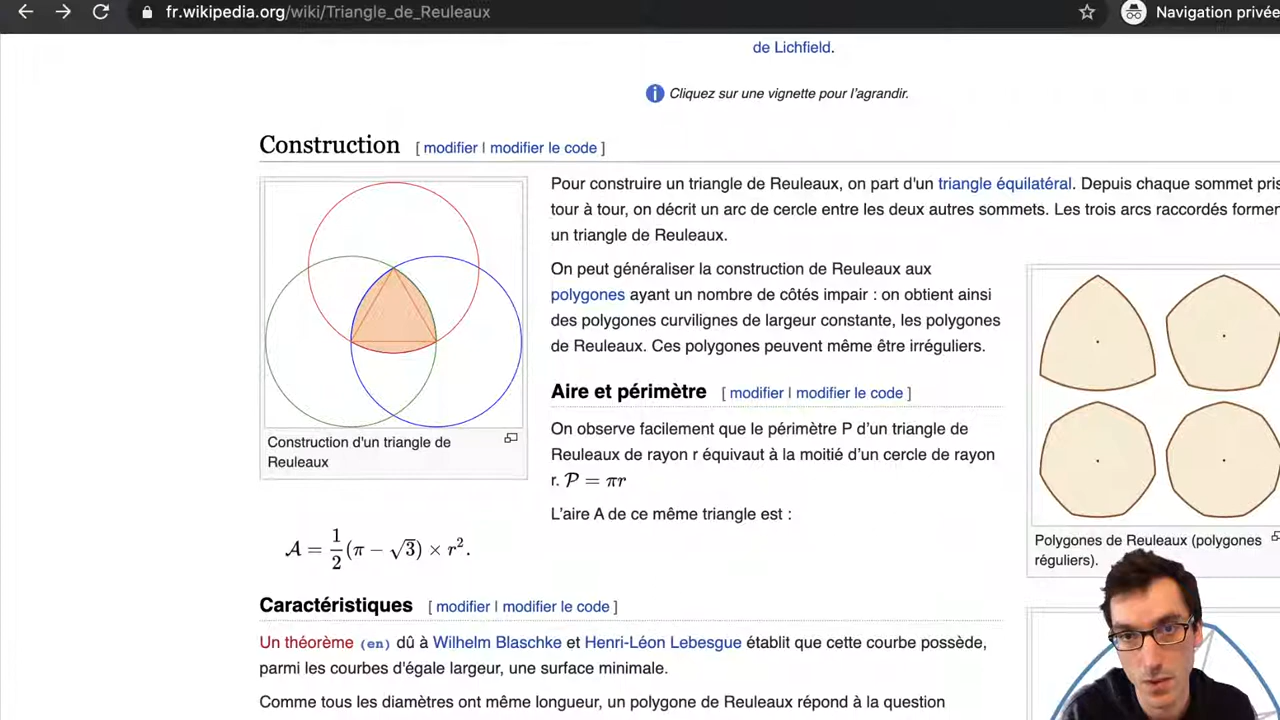 fr.wikipedia.org/wiki/Triangle_de_Reuleaux
Navigation privée
de Lichfield.
Cliquez sur une vignette pour l'agrandir.
Construction [ modifier | modifier le code ]
Pour construire un triangle de Reuleaux, on part d'un triangle équilatéral. Depuis chaque sommet pris
tour à tour, on décrit un arc de cercle entre les deux autres sommets. Les trois arcs raccordés forment
un triangle de Reuleaux.
On peut généraliser la construction de Reuleaux aux
polygones ayant un nombre de côtés impair : on obtient ainsi
des polygones curvilignes de largeur constante, les polygones
de Reuleaux. Ces polygones peuvent même être irréguliers.
Construction d'un triangle de
Reuleaux
Aire et périmètre [ modifier | modifier le code ]
On observe facilement que le périmètre P d'un triangle de
Reuleaux de rayon r équivaut à la moitié d'un cercle de rayon
r. P = πr
L'aire A de ce même triangle est :
A = 1/2(π − √3) × r².
Polygones de Reuleaux (polygones
réguliers).
Caractéristiques [ modifier | modifier le code ]
Un théorème (en) dû à Wilhelm Blaschke et Henri-Léon Lebesgue établit que cette courbe possède,
parmi les courbes d'égale largeur, une surface minimale.
Comme tous les diamètres ont même longueur, un polygone de Reuleaux répond à la question